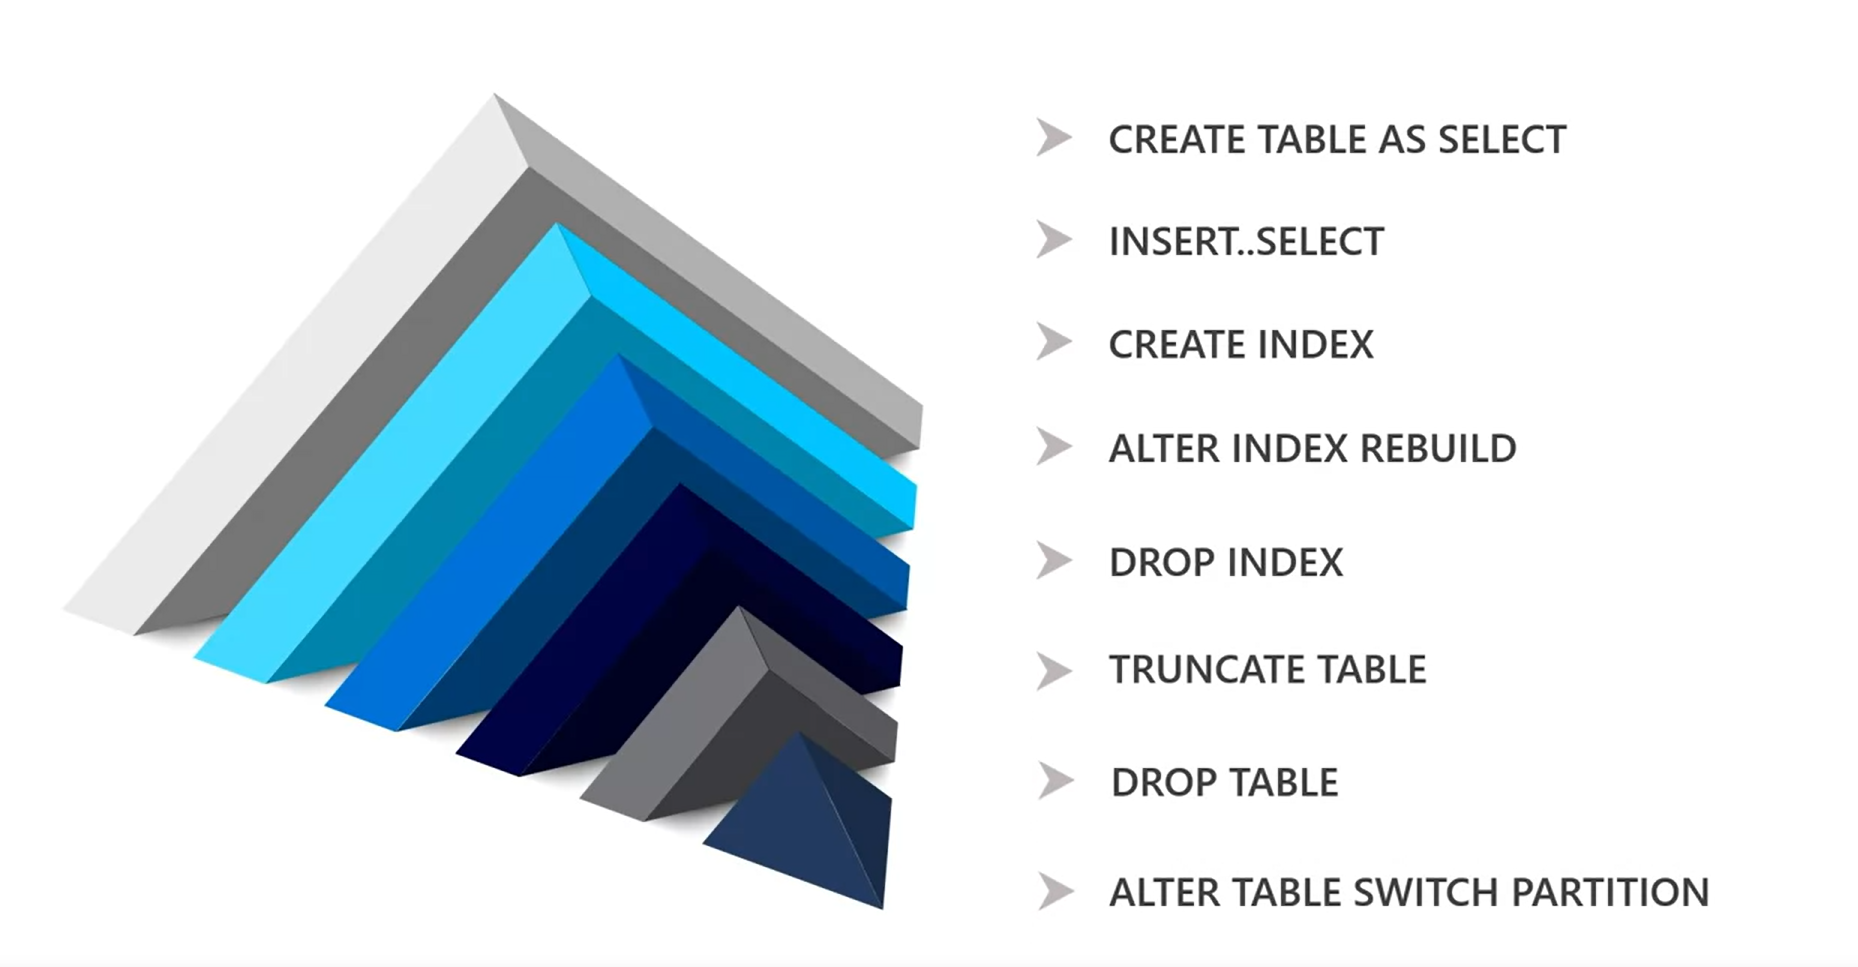 CREATE TABLE AS SELECT
INSERT..SELECT
CREATE INDEX
ALTER INDEX REBUILD
DROP INDEX
TRUNCATE TABLE
DROP TABLE
ALTER TABLE SWITCH PARTITION